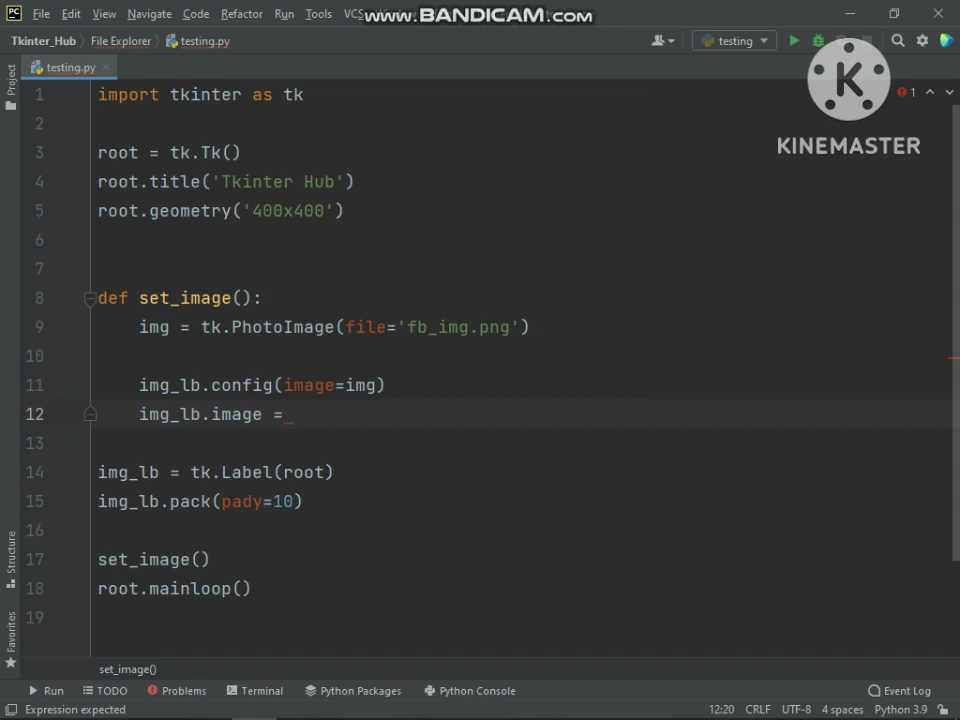 PC File Edit View Navigate Code Refactor Run Tools VCS www.BANDICAM.com
Tkinter_Hub File Explorer testing.py testing
Project testing.py
K
KINEMASTER
1
1 import tkinter as tk
2
3 root = tk.Tk()
4 root.title('Tkinter Hub')
5 root.geometry('400x400')
6
7
8 def set_image():
9 img = tk.PhotoImage(file='fb_img.png')
10
11 img_lb.config(image=img)
12 img_lb.image =
13
14 img_lb = tk.Label(root)
15 img_lb.pack(pady=10)
16
17 set_image()
18 root.mainloop()
19
Structure
Favorites
set_image()
Run TODO Problems Terminal Python Packages Python Console Event Log
Expression expected 12:20 CRLF UTF-8 4 spaces Python 3.9